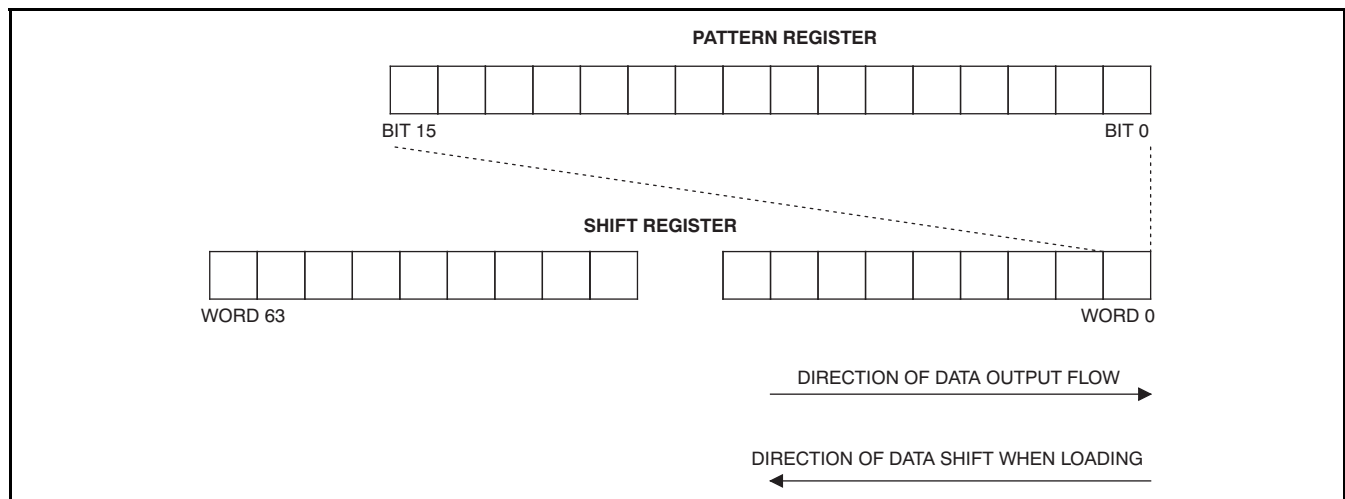 PATTERN REGISTER
BIT 15
BIT 0
SHIFT REGISTER
WORD 63
WORD 0
DIRECTION OF DATA OUTPUT FLOW
DIRECTION OF DATA SHIFT WHEN LOADING